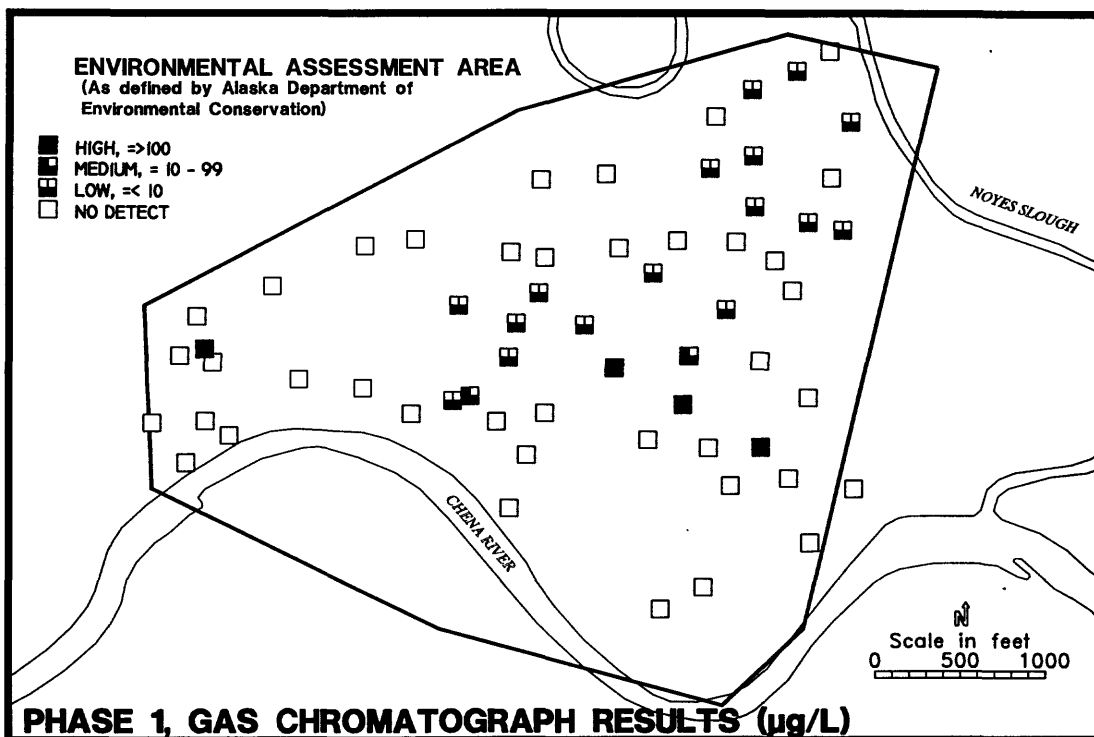 ENVIRONMENTAL ASSESSMENT AREA
(As defined by Alaska Department of
Environmental Conservation)
HIGH, =>100
MEDIUM, = 10 - 99
LOW, =< 10
NO DETECT
NOYES SLOUGH
CHENA RIVER
N
Scale in feet
0 500 1000
PHASE 1, GAS CHROMATOGRAPH RESULTS (µg/L)